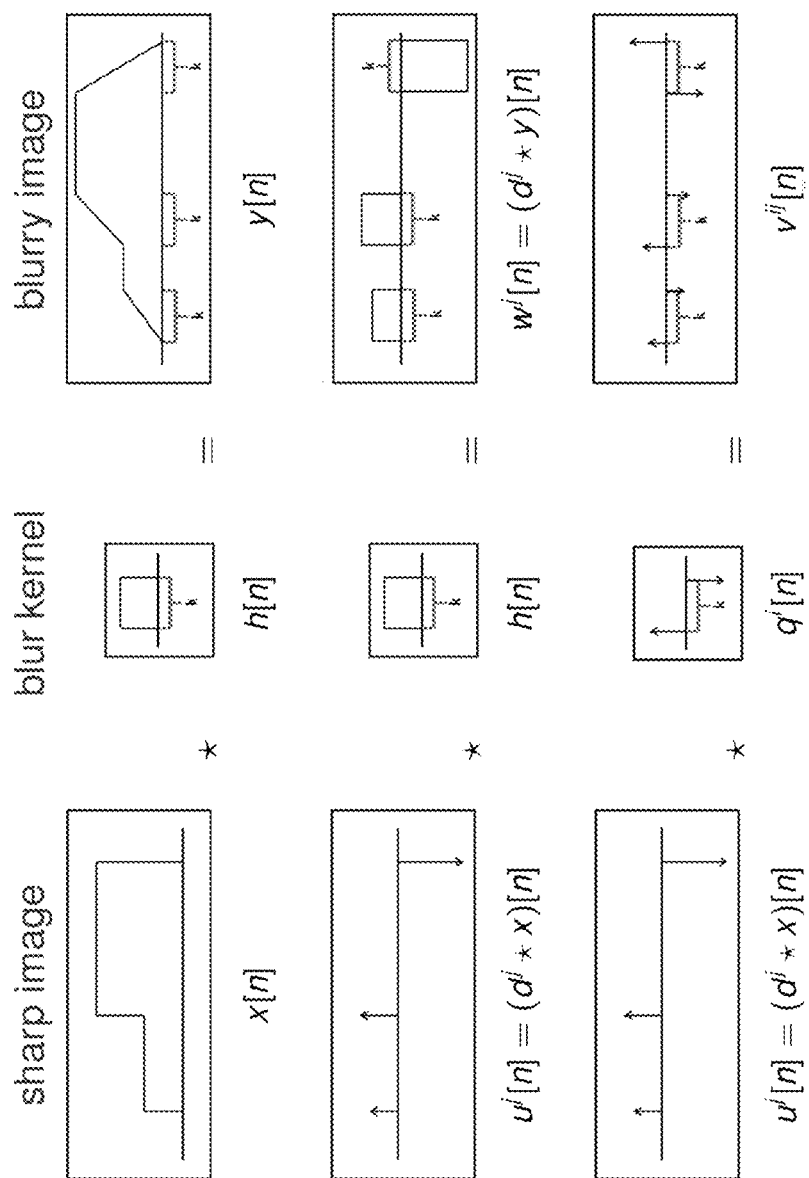 sharp image blur kernel blurry image
k k k k
x[n] ⋆ h[n] = y[n]
k k k k
u^j[n] = (d^j ⋆ x)[n] ⋆ h[n] = w^j[n] = (d^j ⋆ y)[n]
k k k k
u^j[n] = (d^j ⋆ x)[n] ⋆ q^i[n] = v^{ij}[n]